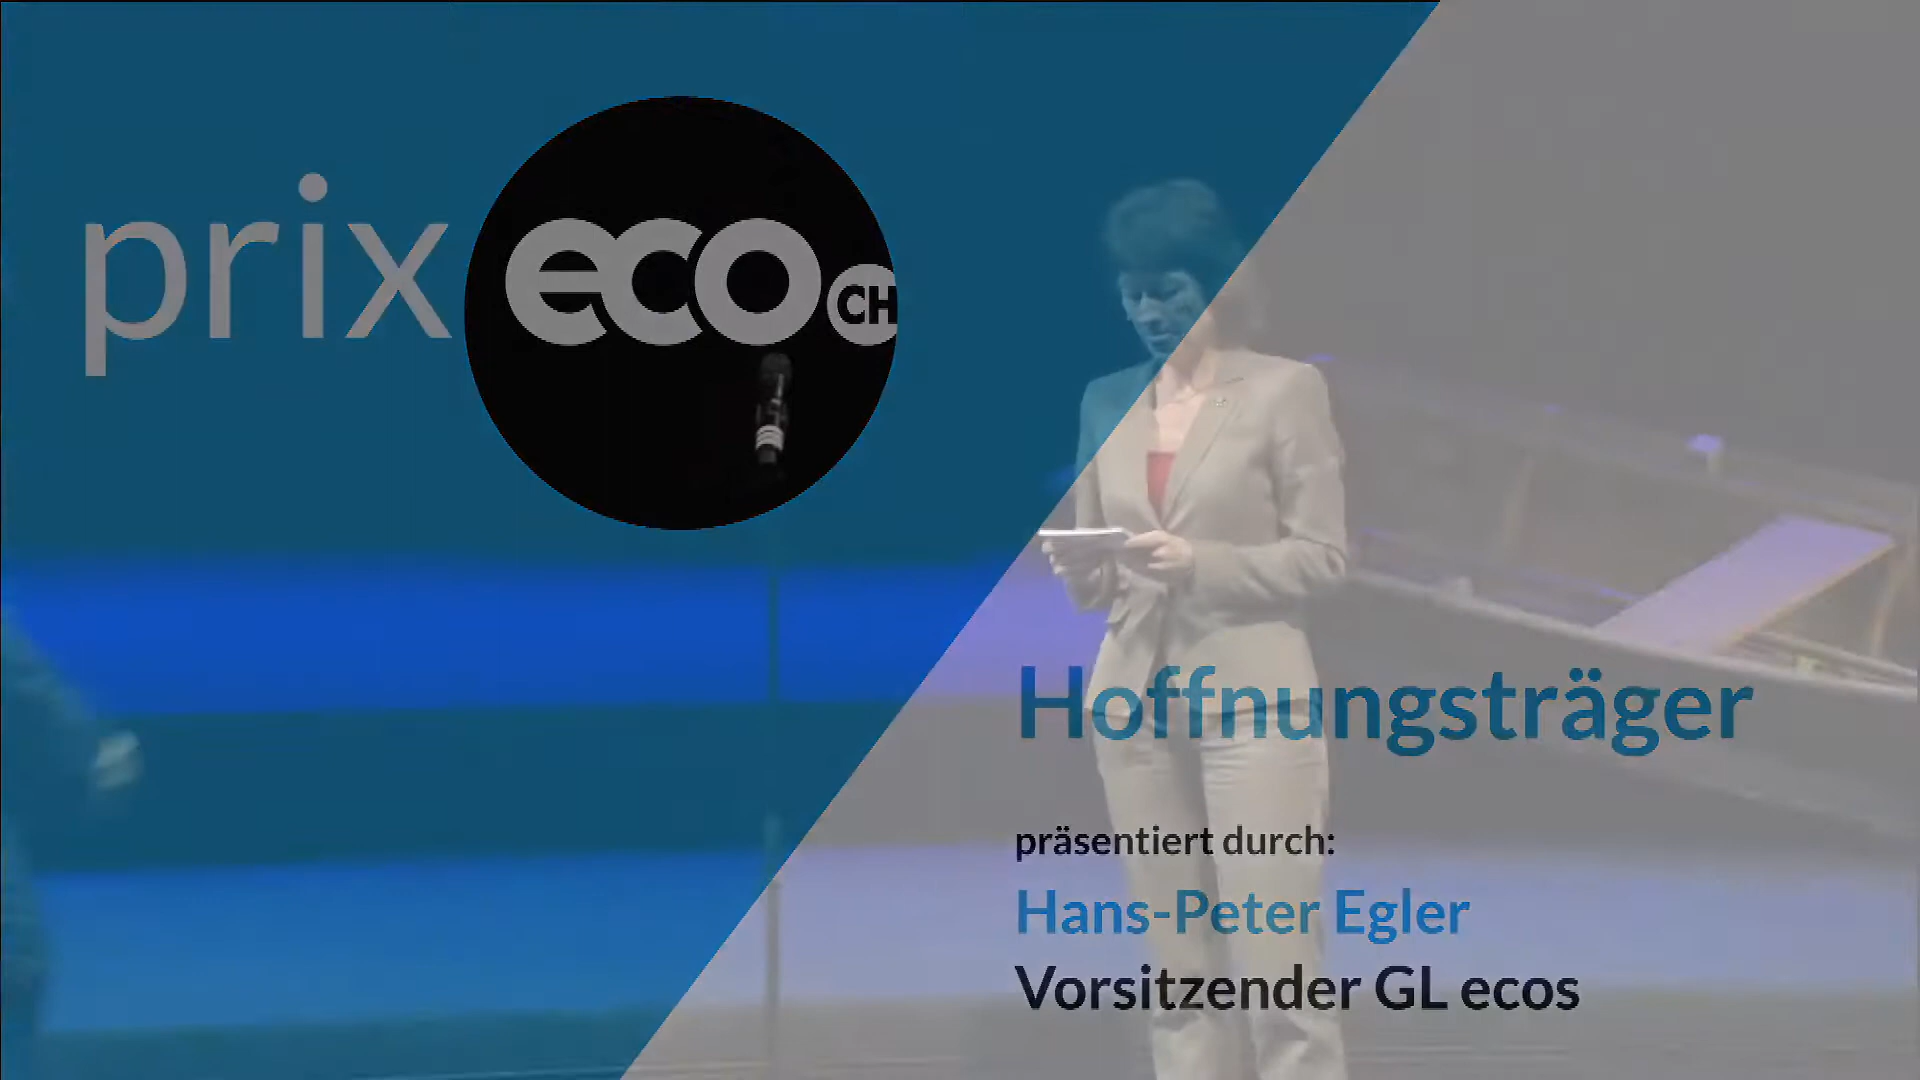 prix eco CH
Hoffnungsträger
präsentiert durch:
Hans-Peter Egler
Vorsitzender GL ecos